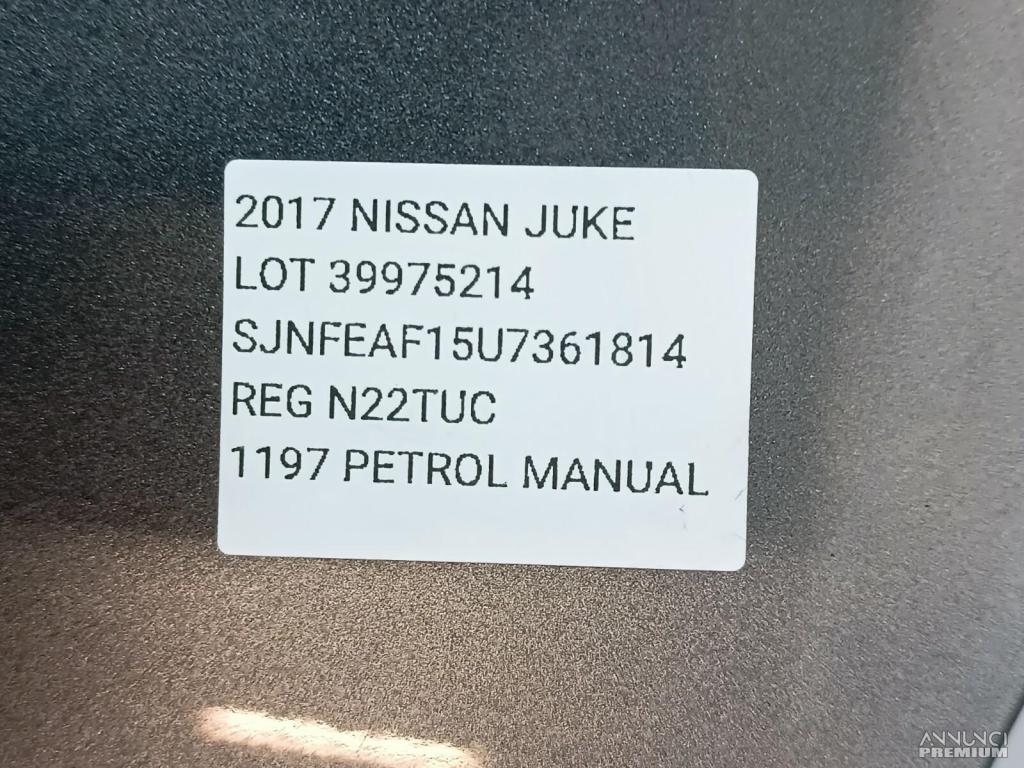 2017 NISSAN JUKE
LOT 39975214
SJNFEAF15U7361814
REG N22TUC
1197 PETROL MANUAL
ANNUNCI
PREMIUM